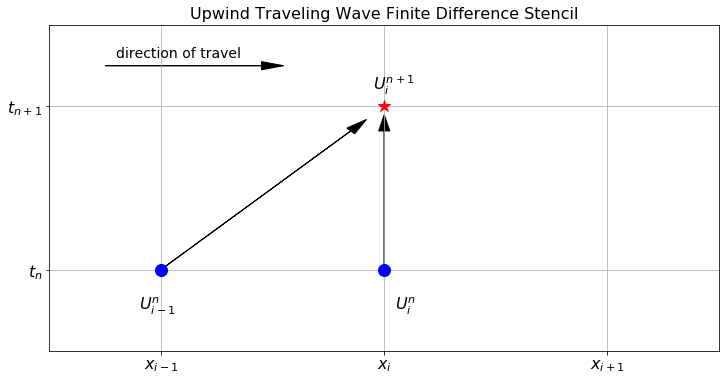 Upwind Traveling Wave Finite Difference Stencil
direction of travel
$U_i^{n+1}$
$t_{n+1}$
$t_n$
$U_{i-1}^n$
$U_i^n$
$x_{i-1}$
$x_i$
$x_{i+1}$